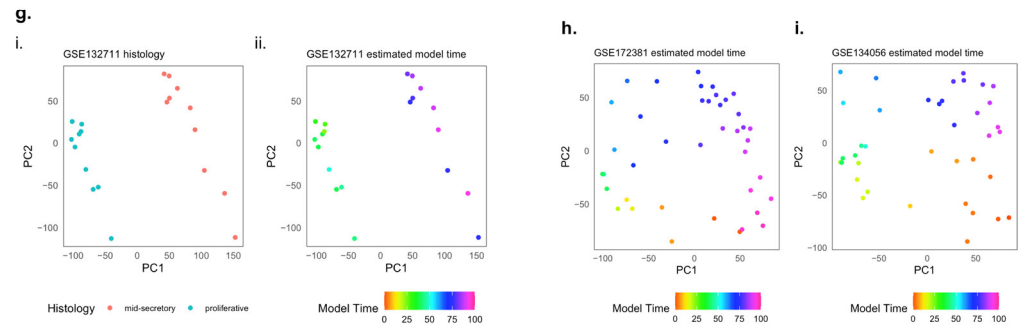 g.
i.
GSE132711 histology
PC2
50
0
−50
−100
−100
−50
0
50
100
150
PC1
Histology
mid-secretory
proliferative
ii.
GSE132711 estimated model time
PC2
50
0
−50
−100
−100
−50
0
50
100
150
PC1
Model Time
0
25
50
75
100
h.
GSE172381 estimated model time
PC2
50
0
−50
−100
−50
0
50
PC1
Model Time
0
25
50
75
100
i.
GSE134056 estimated model time
PC2
50
0
−50
−100
−100
−50
0
50
PC1
Model Time
0
25
50
75
100